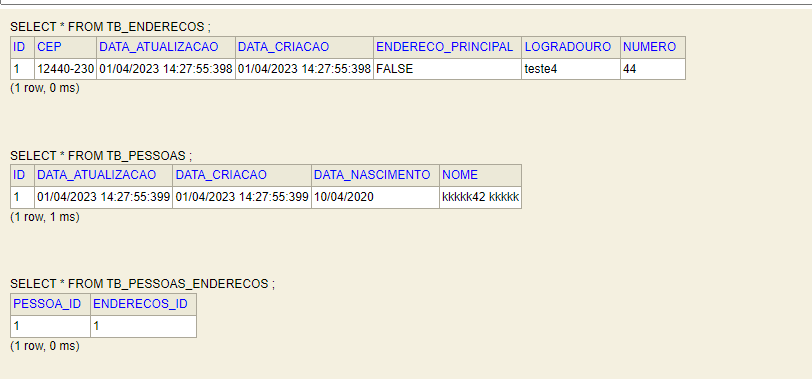 SELECT * FROM TB_ENDERECOS ;
ID CEP DATA_ATUALIZACAO DATA_CRIACAO ENDERECO_PRINCIPAL LOGRADOURO NUMERO
1 12440-230 01/04/2023 14:27:55:398 01/04/2023 14:27:55:398 FALSE teste4 44
(1 row, 0 ms)
SELECT * FROM TB_PESSOAS ;
ID DATA_ATUALIZACAO DATA_CRIACAO DATA_NASCIMENTO NOME
1 01/04/2023 14:27:55:399 01/04/2023 14:27:55:399 10/04/2020 kkkkk42 kkkkk
(1 row, 1 ms)
SELECT * FROM TB_PESSOAS_ENDERECOS ;
PESSOA_ID ENDERECOS_ID
1 1
(1 row, 0 ms)